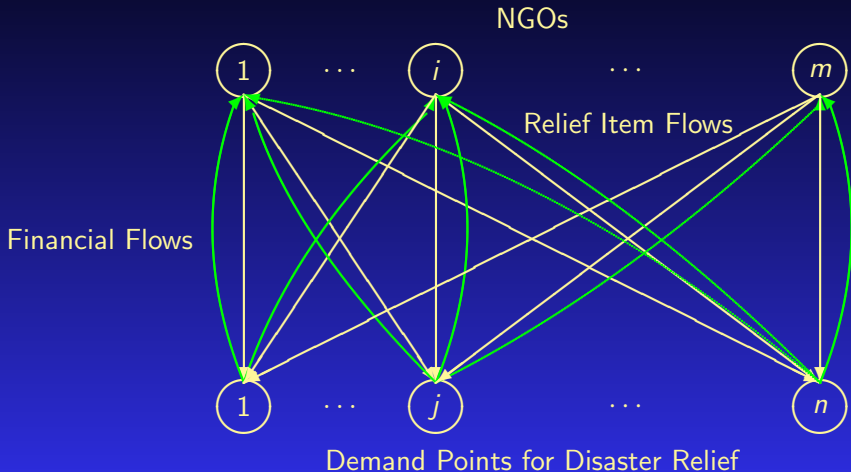 NGOs
1 ··· i ··· m
Relief Item Flows
Financial Flows
1 ··· j ··· n
Demand Points for Disaster Relief